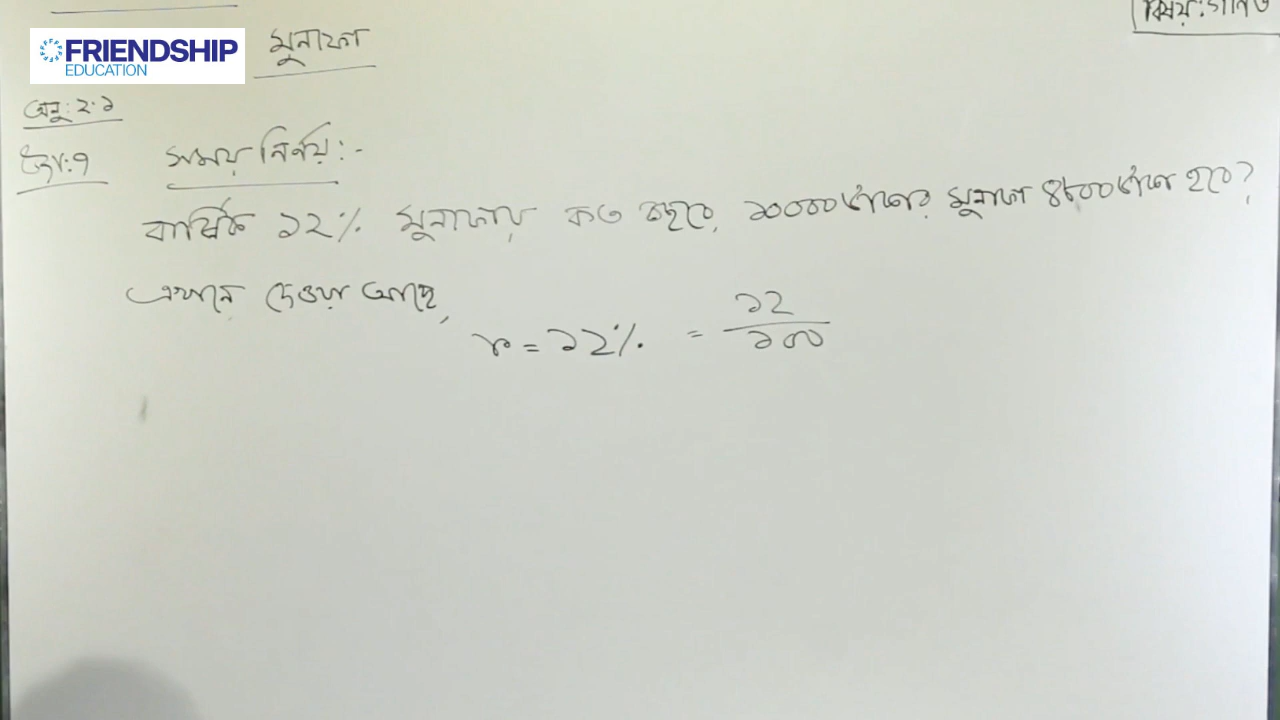 বিষয়: গণিত
FRIENDSHIP
EDUCATION
মুনাফা
অনু: ২.১
উদা: ৭
সময় নির্ণয়:-
বার্ষিক ১২% মুনাফায় কত বছরে, ১০০০০ টাকার মুনাফা ৪৮০০ টাকা হবে?
এখানে দেওয়া আছে,
r = ১২% = ১২
১০০